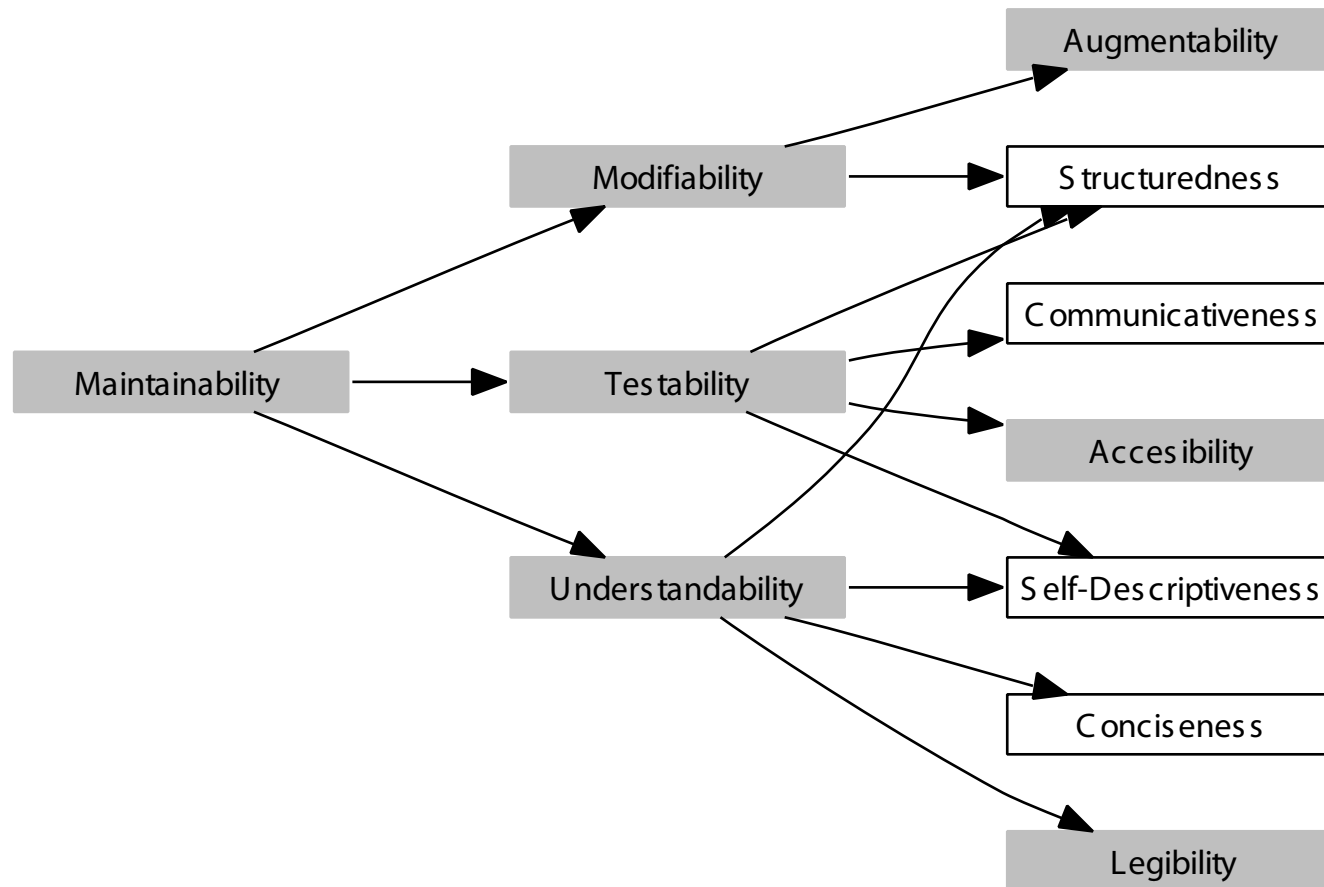 Augmentability
Modifiability
Structuredness
Communicativeness
Maintainability
Testability
Accesibility
Understandability
Self-Descriptiveness
Conciseness
Legibility